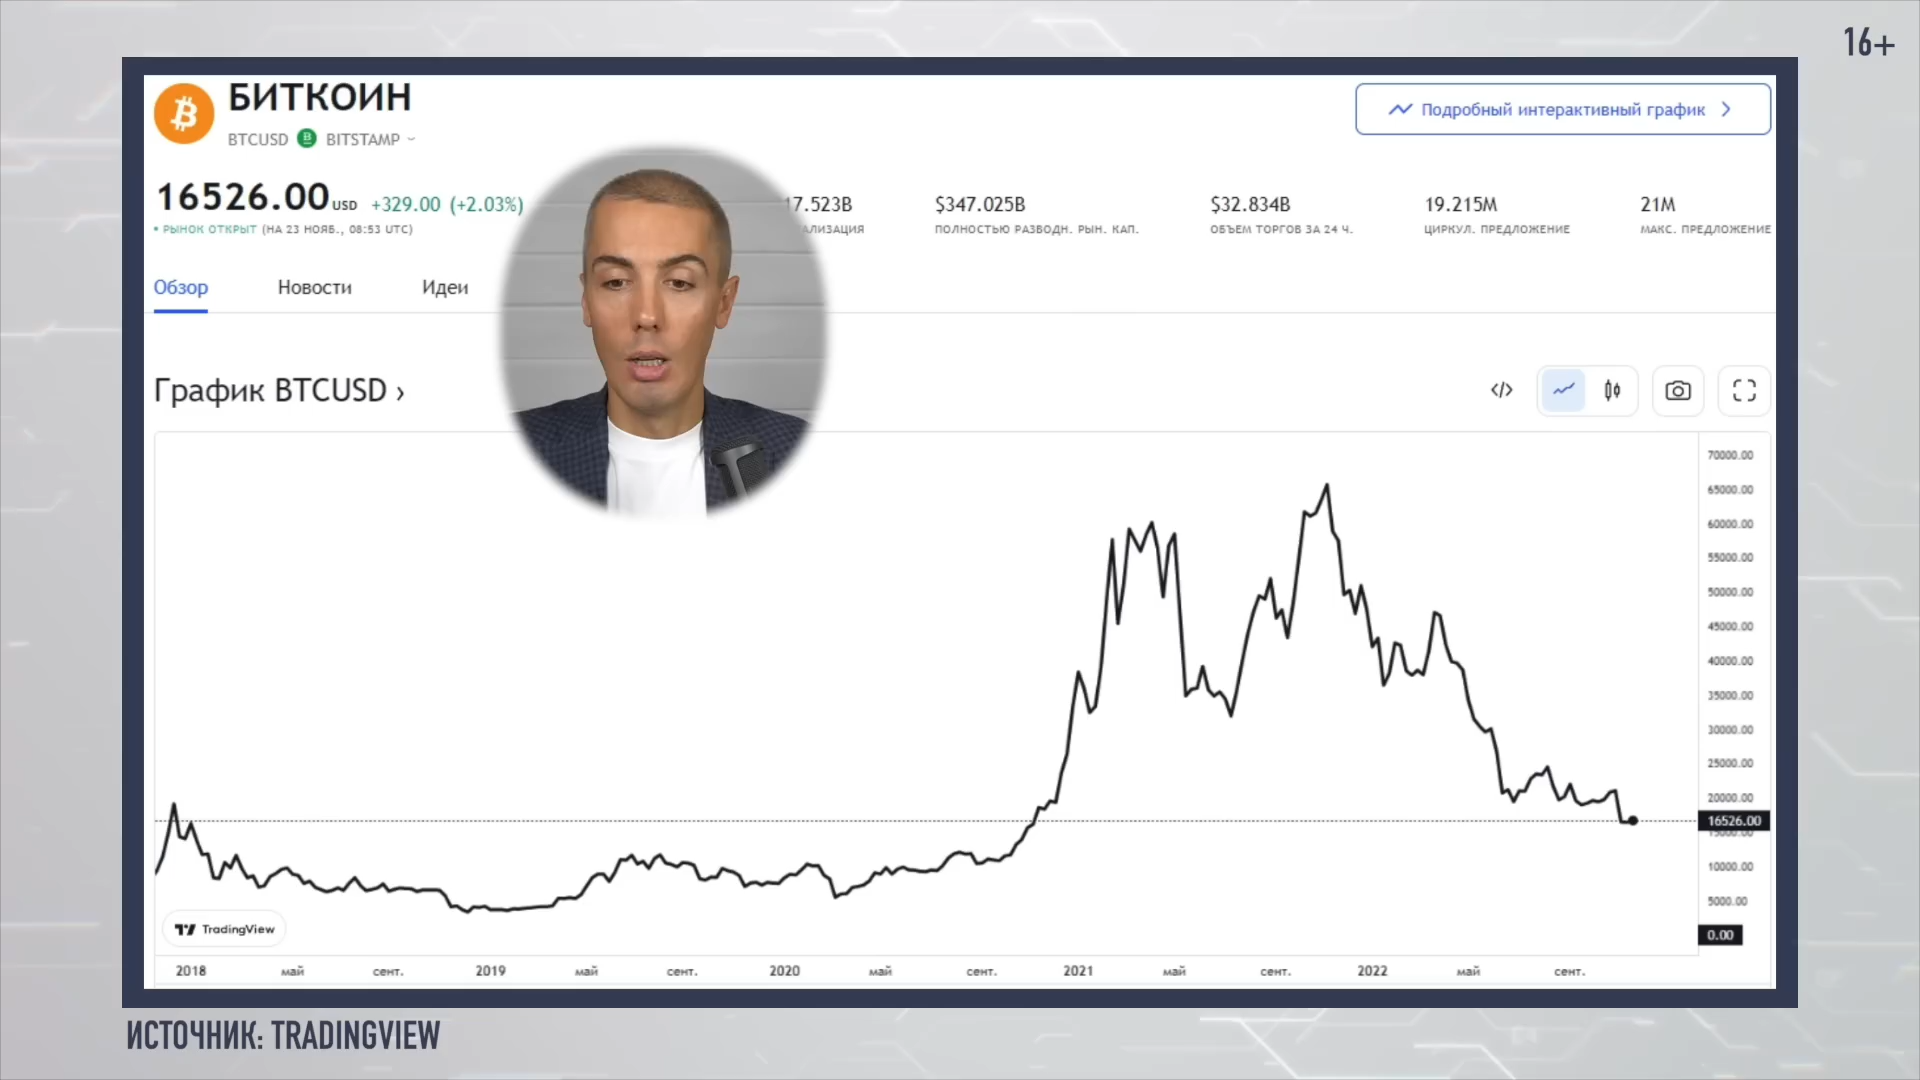 16+
БИТКОИН
BTCUSD BITSTAMP
Подробный интерактивный график
16526.00 USD +329.00 (+2.03%)
РЫНОК ОТКРЫТ (НА 23 НОЯБ., 08:53 UTC)
7.523B $347.025B $32.834B 19.215M 21M
ПОЛНОСТЬЮ РАЗВОДН. РЫН. КАП. ОБЪЕМ ТОРГОВ ЗА 24 Ч. ЦИРКУЛ. ПРЕДЛОЖЕНИЕ МАКС. ПРЕДЛОЖЕНИЕ
Обзор Новости Идеи
График BTCUSD ›
70000.00
65000.00
60000.00
55000.00
50000.00
45000.00
40000.00
35000.00
30000.00
25000.00
20000.00
16526.00
15000.00
10000.00
5000.00
0.00
TradingView
2018 май сент. 2019 май сент. 2020 май сент. 2021 май сент. 2022 май сент.
ИСТОЧНИК: TRADINGVIEW